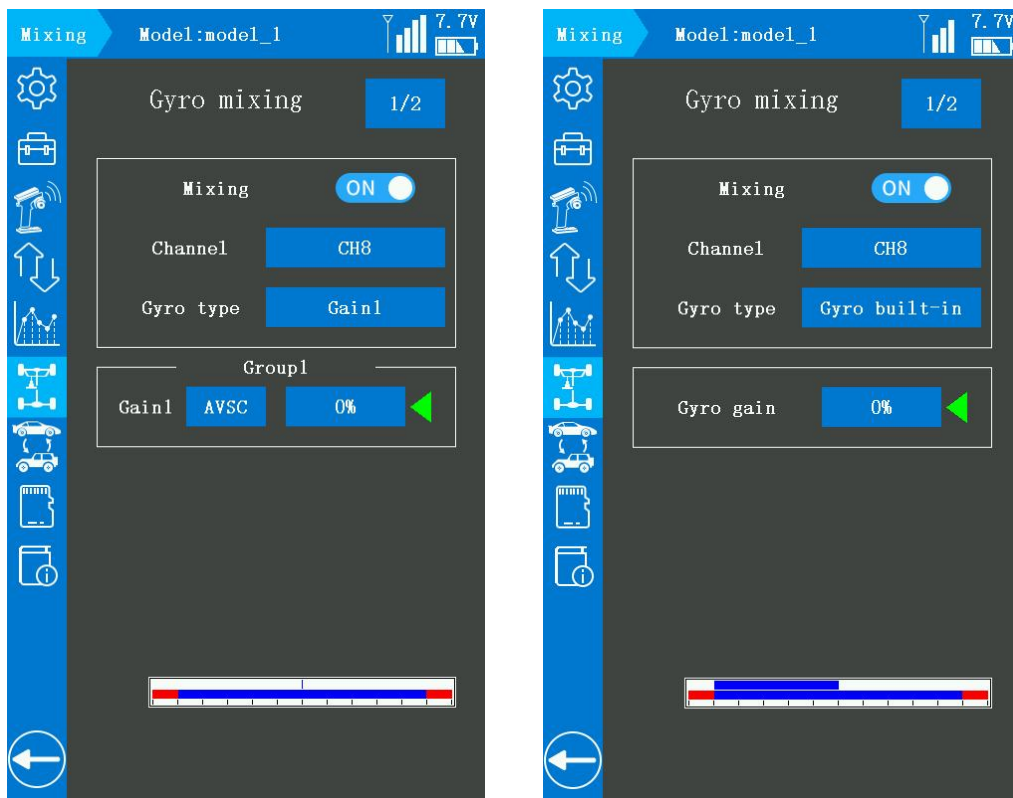 Mixing Model:model_1 7.7V
Gyro mixing 1/2
Mixing ON
Channel CH8
Gyro type Gain1
Group1
Gain1 AVSC 0%
Mixing Model:model_1 7.7V
Gyro mixing 1/2
Mixing ON
Channel CH8
Gyro type Gyro built-in
Gyro gain 0%